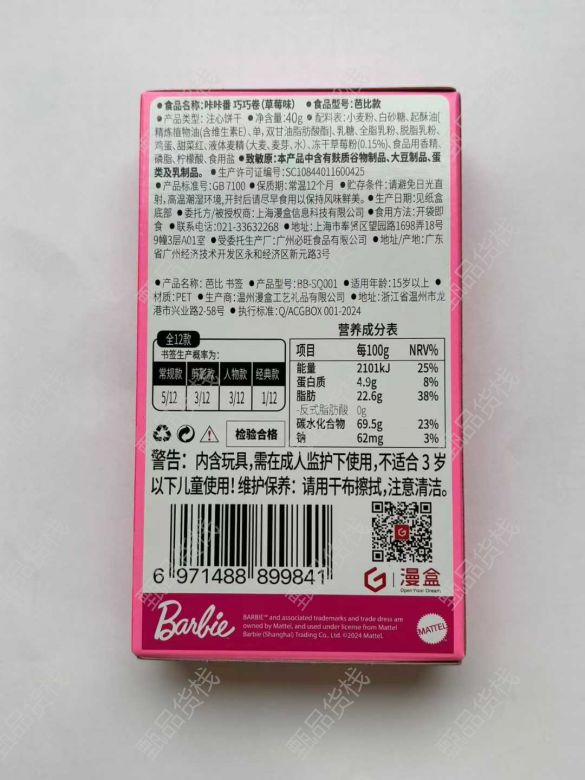 ●食品名称:咔咔番 巧巧卷(草莓味) ●食品型号:芭比款
●产品类型: 注心饼干 ●净含量:40g ●配料表: 小麦粉,白砂糖,起酥油[
精炼植物油(含维生素E)、单,双甘油脂肪酸酯]、乳糖、全脂乳粉、脱脂乳粉,
鸡蛋、甜菜红、液体麦精(大麦、麦芽、水)、冻干草莓粉(0.15%)、食品用香精,
磷脂,柠檬酸、食用盐 ●致敏原:本产品中含有麸质谷物制品、大豆制品、蛋
类及乳制品。●生产许可证编号:SC10844011600425
●产品标准号:GB 7100 ●保质期:常温12个月 ●贮存条件:请避免日光直
射,高温潮湿环境,开封后请尽早食用以保持风味鲜美。●生产日期:见纸盒
底部 ●委托方/被授权商:上海漫盒信息科技有限公司 ●食用方法:开袋即
食 ●联系电话:021-33632268 ●地址:上海市奉贤区望园路1698弄18号
9幢3层A01室 ●受委托生产厂:广州必旺食品有限公司 ●地址/产地:广东
省广州经济技术开发区永和经济区新元路3号
●产品名称:芭比 书签 ●产品型号:BB-SQ001 ●适用年龄:15岁以上 ●
材质:PET ●生产商:温州漫盒工艺礼品有限公司 ●地址:浙江省温州市龙
港市兴业路2-58号 ●执行标准:Q/ACGBOX 001-2024
全12款
书签生产概率为:
常规款 剪影款 人物款 经典款
5/12 3/12 3/12 1/12
检验合格
营养成分表
项目 每100g NRV%
能量 2101kJ 25%
蛋白质 4.9g 8%
脂肪 22.6g 38%
-反式脂肪酸 0g
碳水化合物 69.5g 23%
钠 62mg 3%
警告: 内含玩具,需在成人监护下使用,不适合 3 岁
以下儿童使用! 维护保养: 请用干布擦拭,注意清洁。
6 971488 899841
漫盒
Open Your Dream
Barbie
BARBIE™ and associated trademarks and trade dress are
owned by Mattel, and used under license from Mattel
Barbie (Shanghai) Trading Co., Ltd. ©2024 Mattel.
MATTEL
甄品货栈